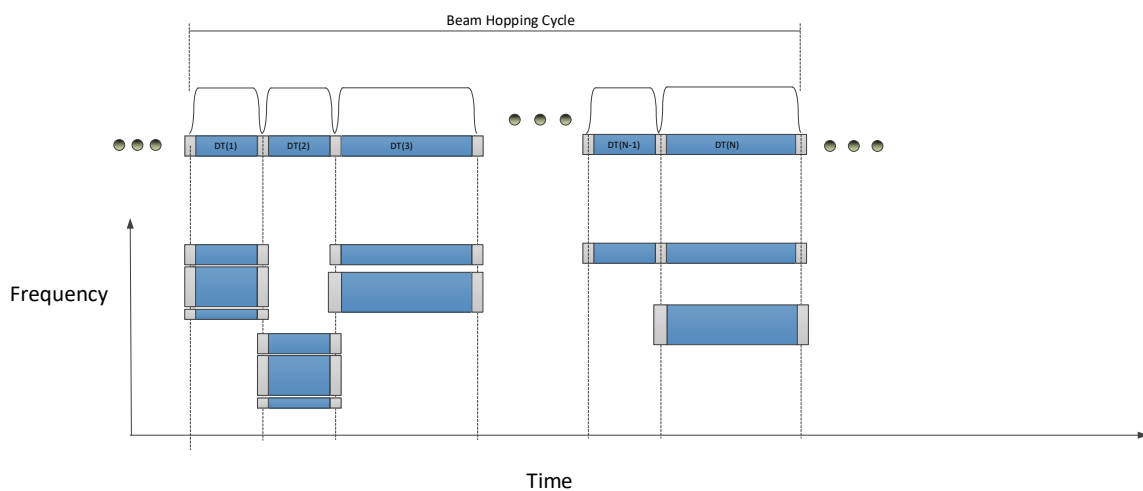 Beam Hopping Cycle
DT(1)
DT(2)
DT(3)
DT(N-1)
DT(N)
Frequency
Time